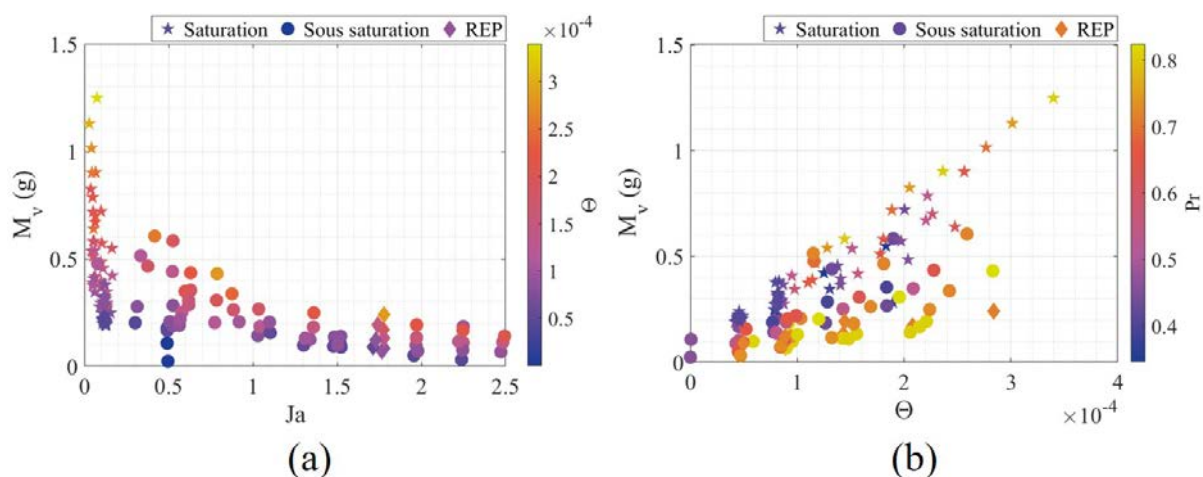 Saturation Sous saturation REP
×10⁻⁴
1.5
1
0.5
0
M_v (g)
0 0.5 1 1.5 2 2.5
Ja
3
2.5
2
1.5
1
0.5
Θ
(a)
Saturation Sous saturation REP
1.5
1
0.5
0
M_v (g)
0 1 2 3 4
Θ
×10⁻⁴
0.8
0.7
0.6
0.5
0.4
Pr
(b)